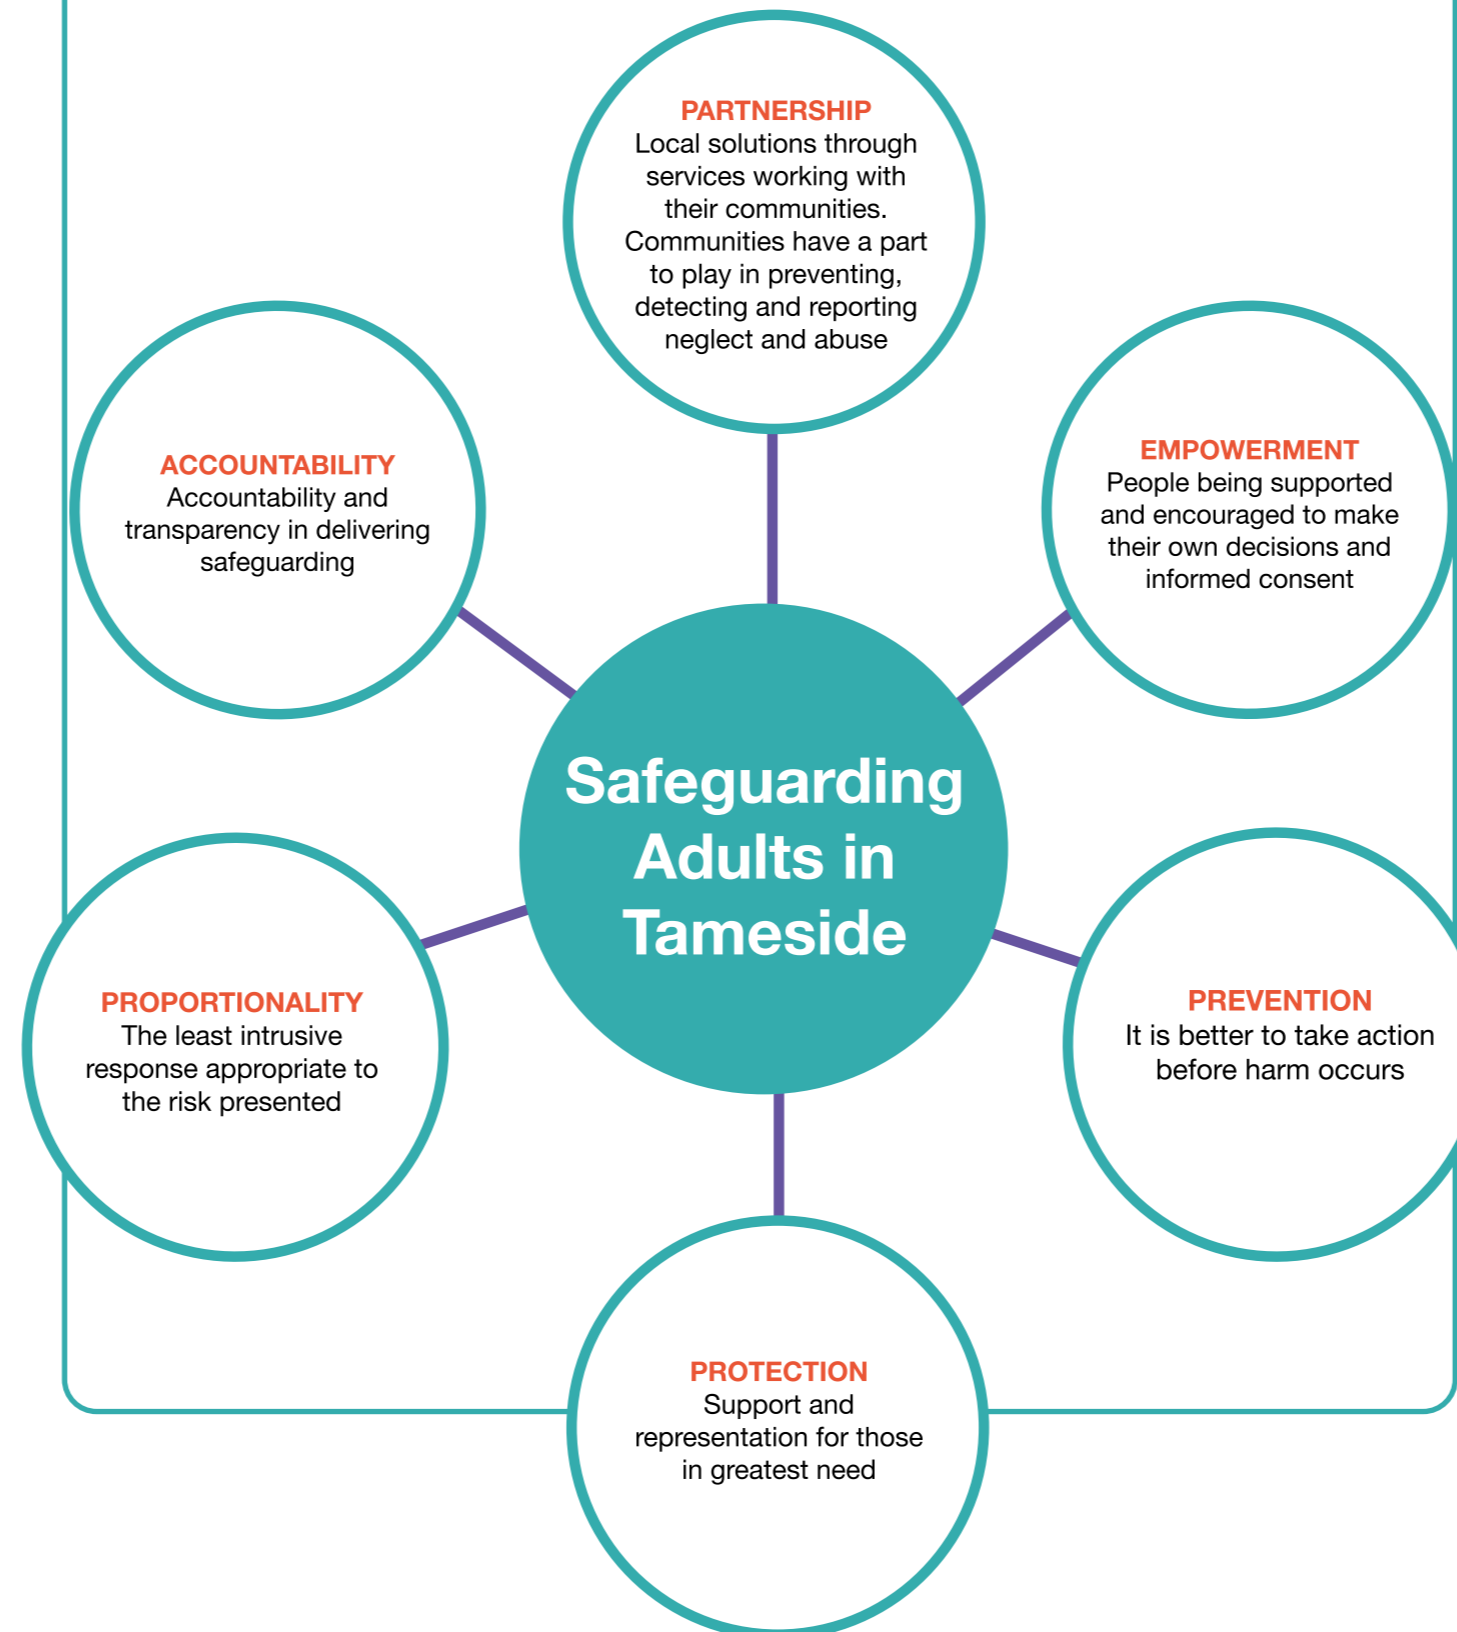 PARTNERSHIP
Local solutions through
services working with
their communities.
Communities have a part
to play in preventing,
detecting and reporting
neglect and abuse
ACCOUNTABILITY
Accountability and
transparency in delivering
safeguarding
EMPOWERMENT
People being supported
and encouraged to make
their own decisions and
informed consent
Safeguarding
Adults in
Tameside
PROPORTIONALITY
The least intrusive
response appropriate to
the risk presented
PREVENTION
It is better to take action
before harm occurs
PROTECTION
Support and
representation for those
in greatest need